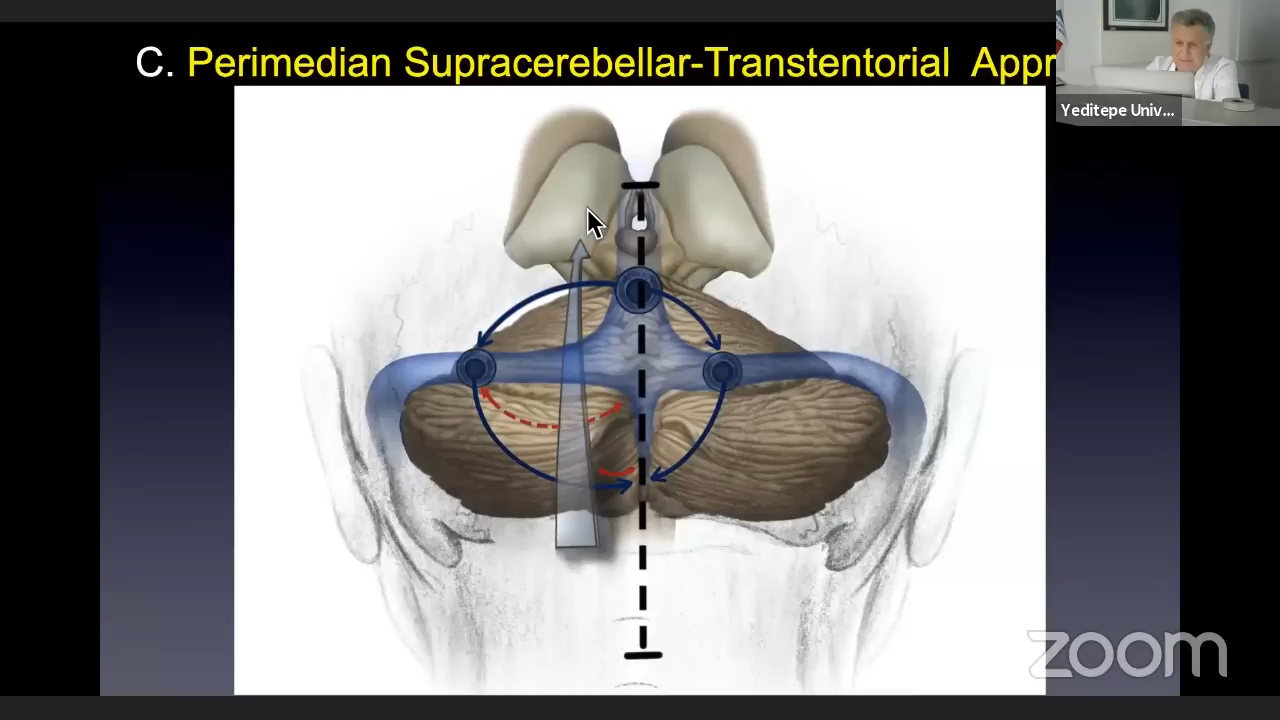 C. Perimedian Supracerebellar-Transtentorial Appr
Yeditepe Univ...
zoom